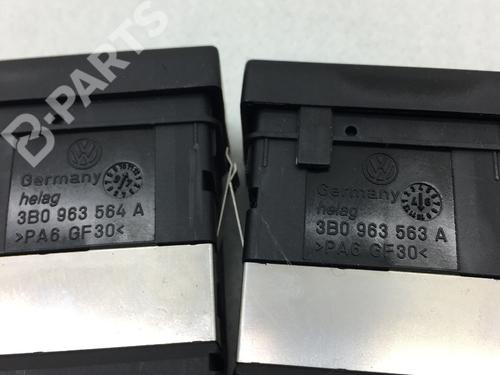 B-PARTS
Germany
helag
3B0 963 564 A
>PA6 GF30<
Germany
helag
3B0 963 563 A
>PA6 GF30<